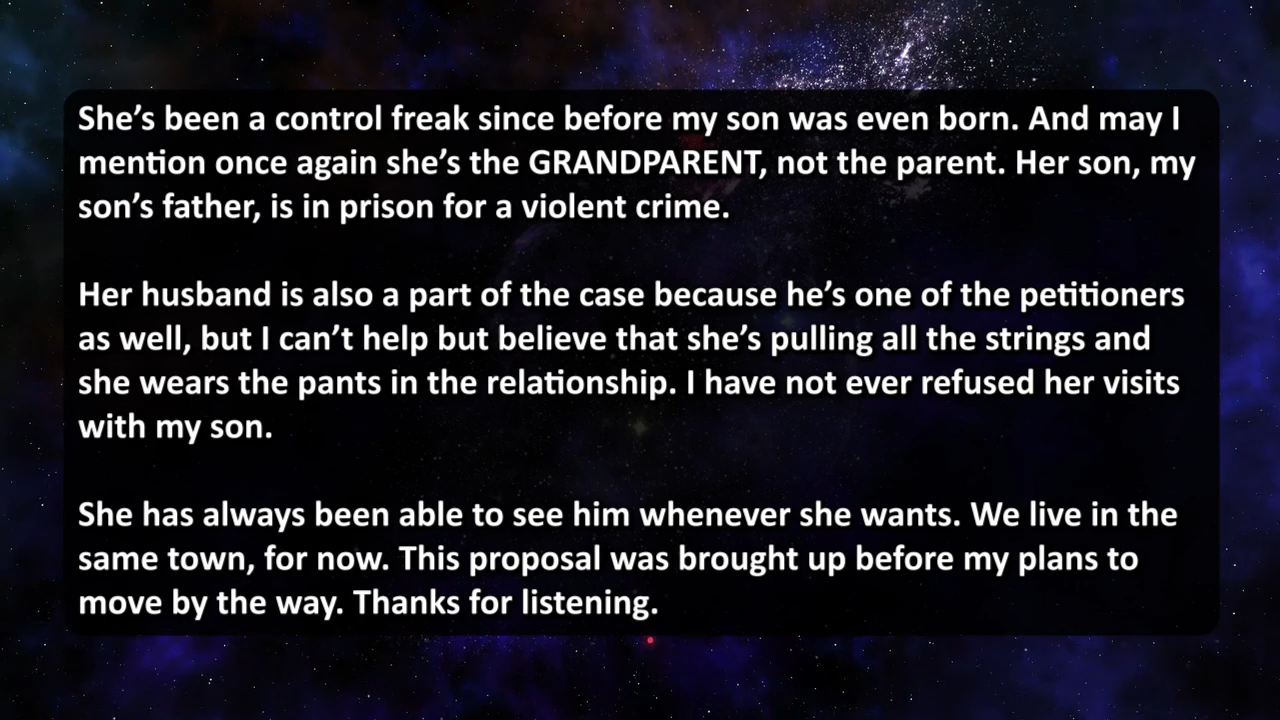 She’s been a control freak since before my son was even born. And may I
mention once again she’s the GRANDPARENT, not the parent. Her son, my
son’s father, is in prison for a violent crime.
Her husband is also a part of the case because he’s one of the petitioners
as well, but I can’t help but believe that she’s pulling all the strings and
she wears the pants in the relationship. I have not ever refused her visits
with my son.
She has always been able to see him whenever she wants. We live in the
same town, for now. This proposal was brought up before my plans to
move by the way. Thanks for listening.